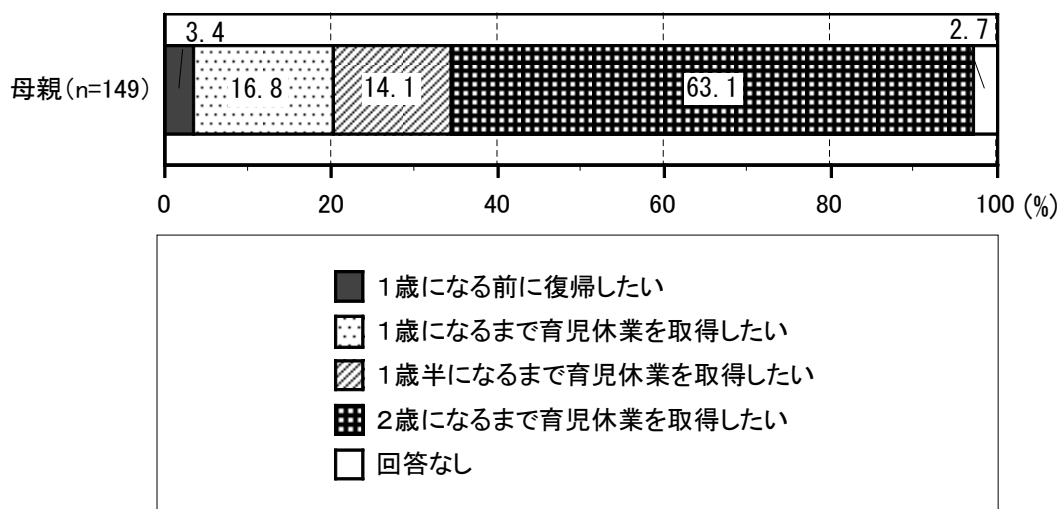 3.4 2.7
母親(n=149) 16.8 14.1 63.1
0 20 40 60 80 100 (%)
１歳になる前に復帰したい
１歳になるまで育児休業を取得したい
１歳半になるまで育児休業を取得したい
２歳になるまで育児休業を取得したい
回答なし